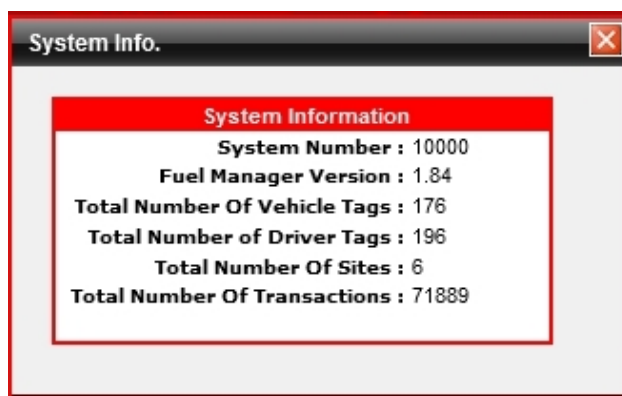 System Info.
System Information
System Number : 10000
Fuel Manager Version : 1.84
Total Number Of Vehicle Tags : 176
Total Number of Driver Tags : 196
Total Number Of Sites : 6
Total Number Of Transactions : 71889